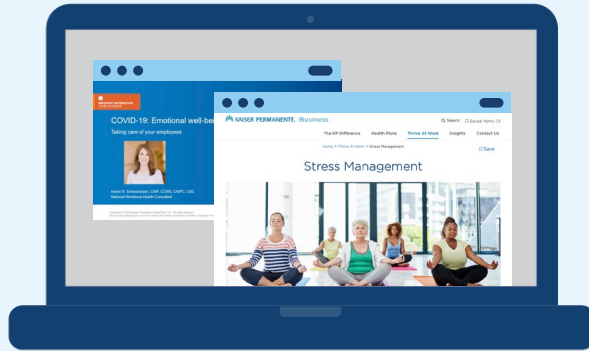 IMPORTANT INFORMATION
COVID-19: Emotional well-bei
Taking care of your employees
Karen R. Schwarzbach, CWP, CCWS, CWPC, CSC
National Workforce Health Consultant
KAISER PERMANENTE. Business
Search
Saved Items (1)
The KP Difference
Health Plans
Thrive At Work
Insights
Contact Us
Home > Thrive At Work > Stress Management
Save
Stress Management